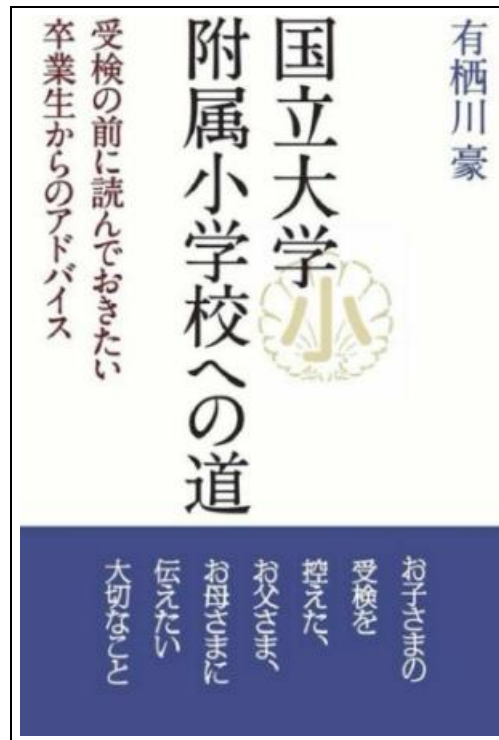 有栖川 豪
国立大学
附属小学校への道
小
受検の前に読んでおきたい
卒業生からのアドバイス
お子さまの
受検を
控えた、
お父さま、
お母さまに
伝えたい
大切なこと